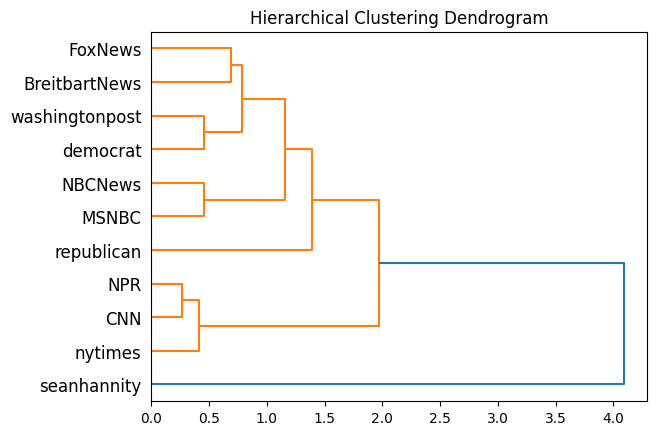 Hierarchical Clustering Dendrogram
FoxNews
BreitbartNews
washingtonpost
democrat
NBCNews
MSNBC
republican
NPR
CNN
nytimes
seanhannity
0.0 0.5 1.0 1.5 2.0 2.5 3.0 3.5 4.0